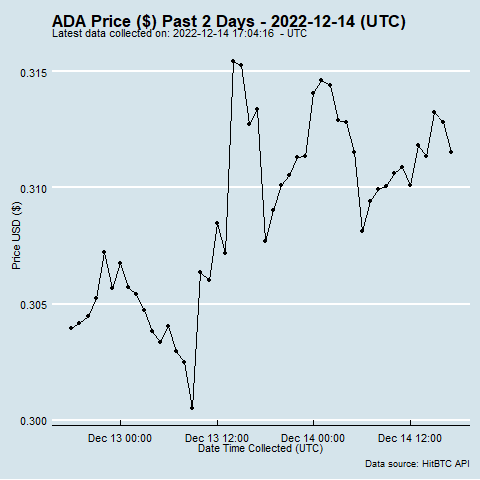 ADA Price ($) Past 2 Days - 2022-12-14 (UTC)
Latest data collected on: 2022-12-14 17:04:16 - UTC
0.315
0.310
Price USD ($)
0.305
0.300
Dec 13 00:00 Dec 13 12:00 Dec 14 00:00 Dec 14 12:00
Date Time Collected (UTC)
Data source: HitBTC API